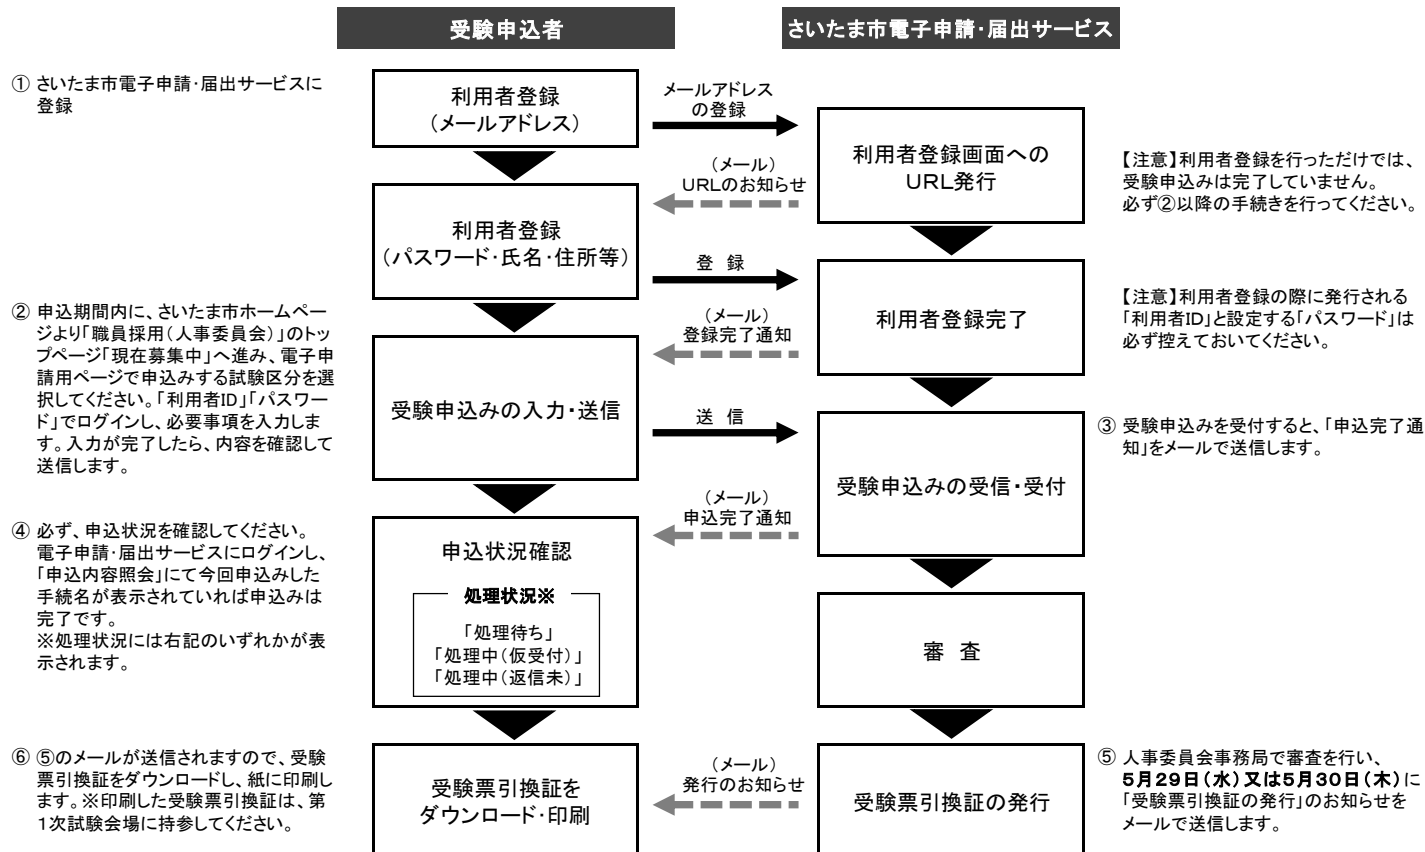 受験申込者
さいたま市電子申請・届出サービス
① さいたま市電子申請・届出サービスに
登録
利用者登録
（メールアドレス）
メールアドレス
の登録
利用者登録画面への
ＵＲＬ発行
（メール）
ＵＲＬのお知らせ
【注意】利用者登録を行っただけでは、
受験申込みは完了していません。
必ず②以降の手続きを行ってください。
利用者登録
（パスワード・氏名・住所等）
登　録
利用者登録完了
（メール）
登録完了通知
【注意】利用者登録の際に発行される
「利用者ID」と設定する「パスワード」は
必ず控えておいてください。
② 申込期間内に、さいたま市ホームペー
ジより「職員採用（人事委員会）」のトッ
プページ「現在募集中」へ進み、電子申
請用ページで申込みする試験区分を選
択してください。「利用者ID」「パスワー
ド」でログインし、必要事項を入力しま
す。入力が完了したら、内容を確認して
送信します。
受験申込みの入力・送信
送　信
受験申込みの受信・受付
③ 受験申込みを受付すると、「申込完了通
知」をメールで送信します。
（メール）
申込完了通知
④ 必ず、申込状況を確認してください。
電子申請・届出サービスにログインし、
「申込内容照会」にて今回申込みした
手続名が表示されていれば申込みは
完了です。
※処理状況には右記のいずれかが表
示されます。
申込状況確認
処理状況※
「処理待ち」
「処理中（仮受付）」
「処理中（返信未）」
審　査
⑥ ⑤のメールが送信されますので、受験
票引換証をダウンロードし、紙に印刷し
ます。※印刷した受験票引換証は、第
１次試験会場に持参してください。
受験票引換証を
ダウンロード・印刷
（メール）
発行のお知らせ
受験票引換証の発行
⑤ 人事委員会事務局で審査を行い、
５月29日（水）又は５月30日（木）に
「受験票引換証の発行」のお知らせを
メールで送信します。